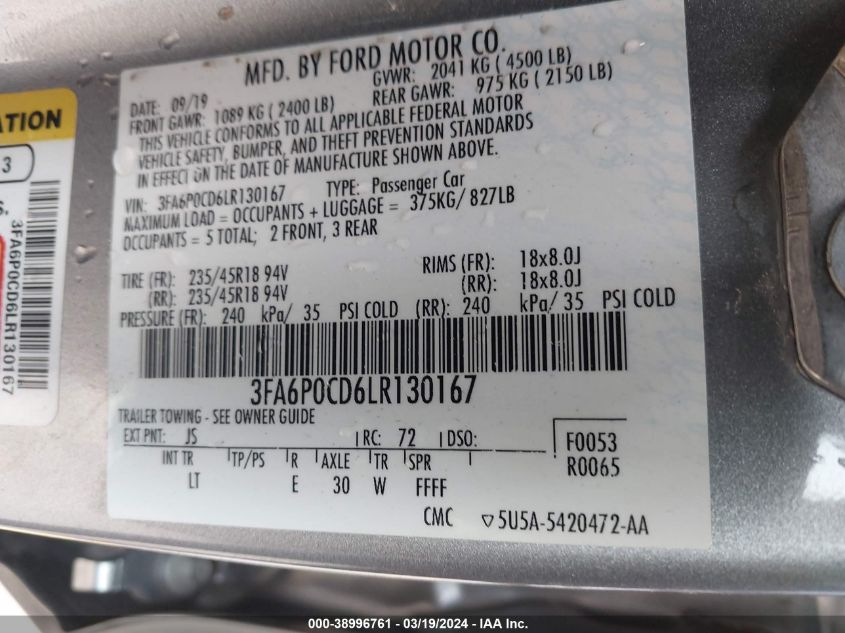 MFD. BY FORD MOTOR CO.
DATE: 09/19 GVWR: 2041 KG ( 4500 LB)
FRONT GAWR: 1089 KG ( 2400 LB) REAR GAWR: 975 KG ( 2150 LB)
THIS VEHICLE CONFORMS TO ALL APPLICABLE FEDERAL MOTOR
VEHICLE SAFETY, BUMPER, AND THEFT PREVENTION STANDARDS
IN EFFECT ON THE DATE OF MANUFACTURE SHOWN ABOVE.
VIN: 3FA6P0CD6LR130167 TYPE: Passenger Car
MAXIMUM LOAD = OCCUPANTS + LUGGAGE = 375KG/ 827LB
OCCUPANTS = 5 TOTAL; 2 FRONT, 3 REAR
TIRE (FR): 235/45R18 94V RIMS (FR): 18x8.0J
(RR): 235/45R18 94V (RR): 18x8.0J
PRESSURE (FR): 240 kPa/ 35 PSI COLD (RR): 240 kPa/ 35 PSI COLD
3FA6P0CD6LR130167
TRAILER TOWING - SEE OWNER GUIDE
EXT PNT: JS RC: 72 DSO: F0053
INT TR TP/PS R AXLE TR SPR R0065
LT E 30 W FFFF
CMC 5U5A-5420472-AA
ATION
3
3FA6P0CD6LR130167
000-38996761 / 03/19/2024 - IAA Inc.